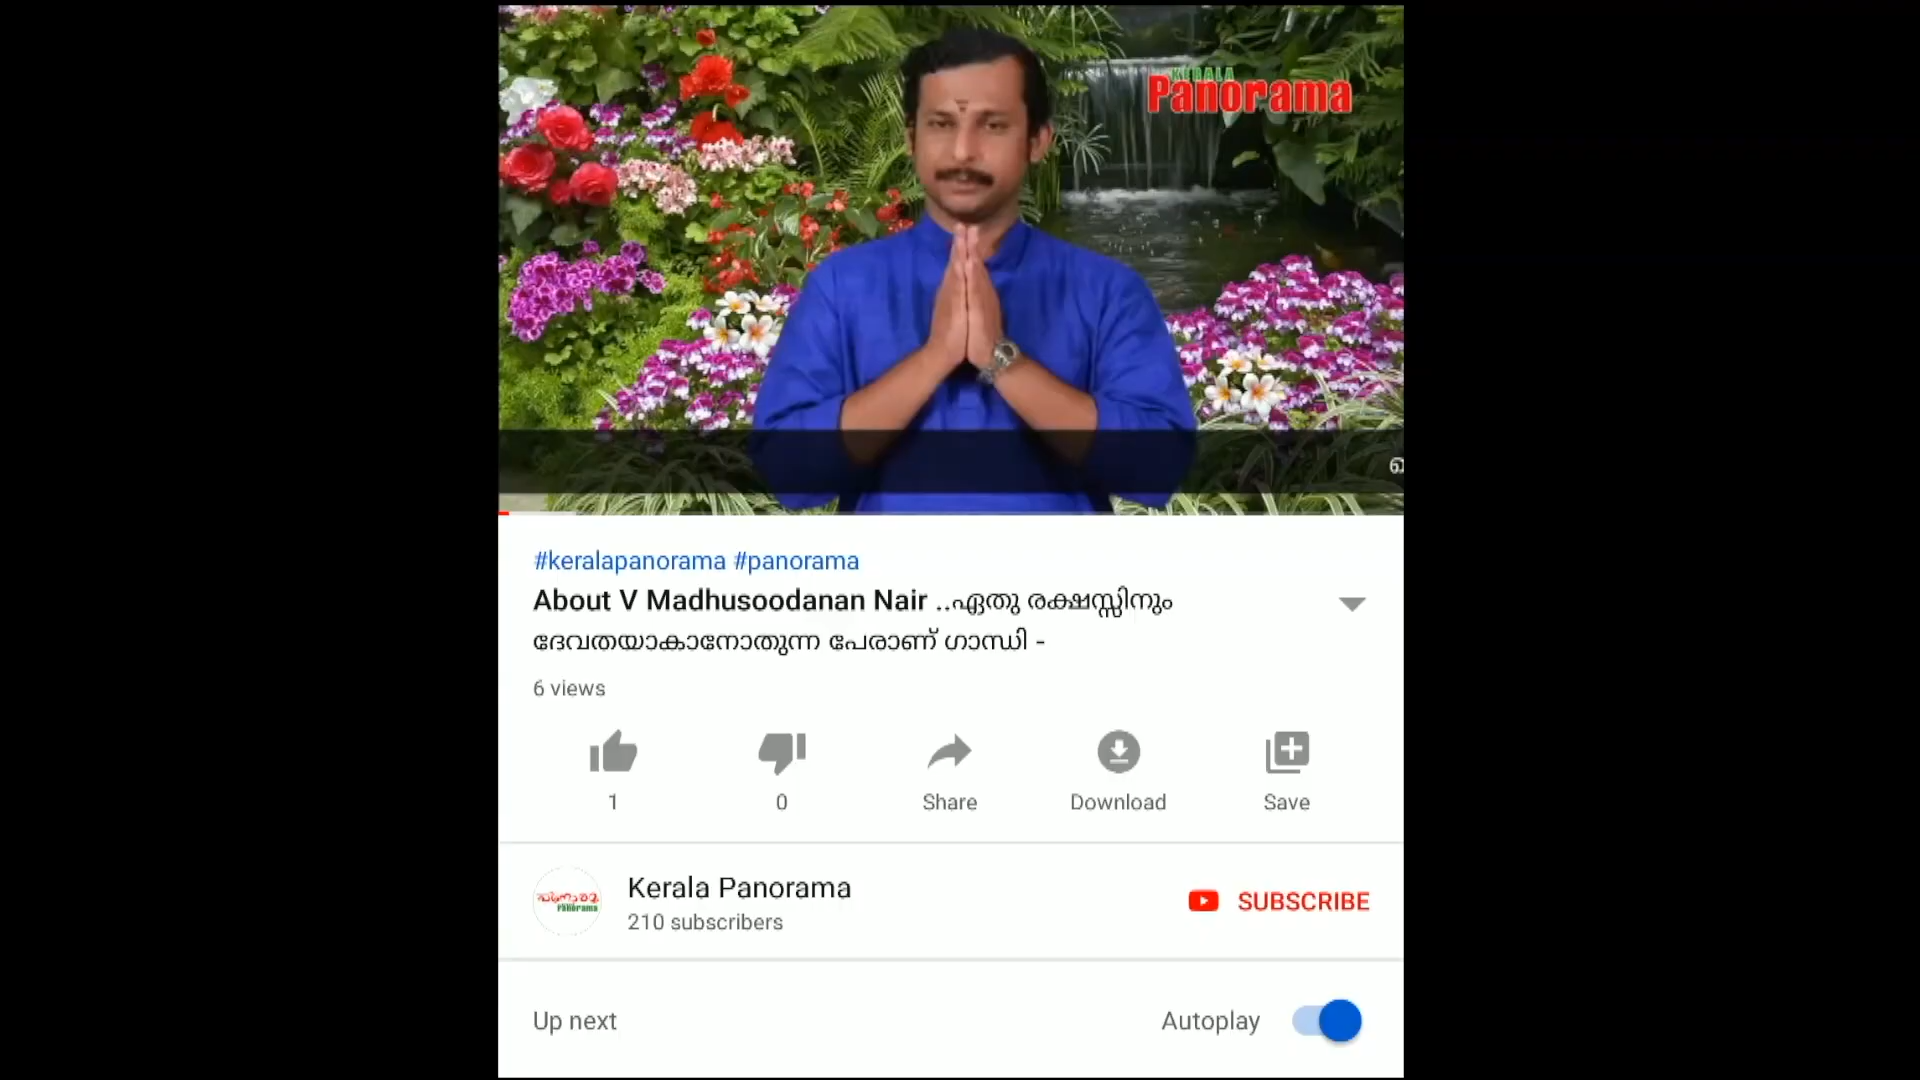 KERALA
Panorama
#keralapanorama #panorama
About V Madhusoodanan Nair ..ഏതു രക്ഷസ്സിനും
ദേവതയാകാനോതുന്ന പേരാണ് ഗാന്ധി -
6 views
1
0
Share
Download
Save
Kerala Panorama
210 subscribers
SUBSCRIBE
Up next
Autoplay